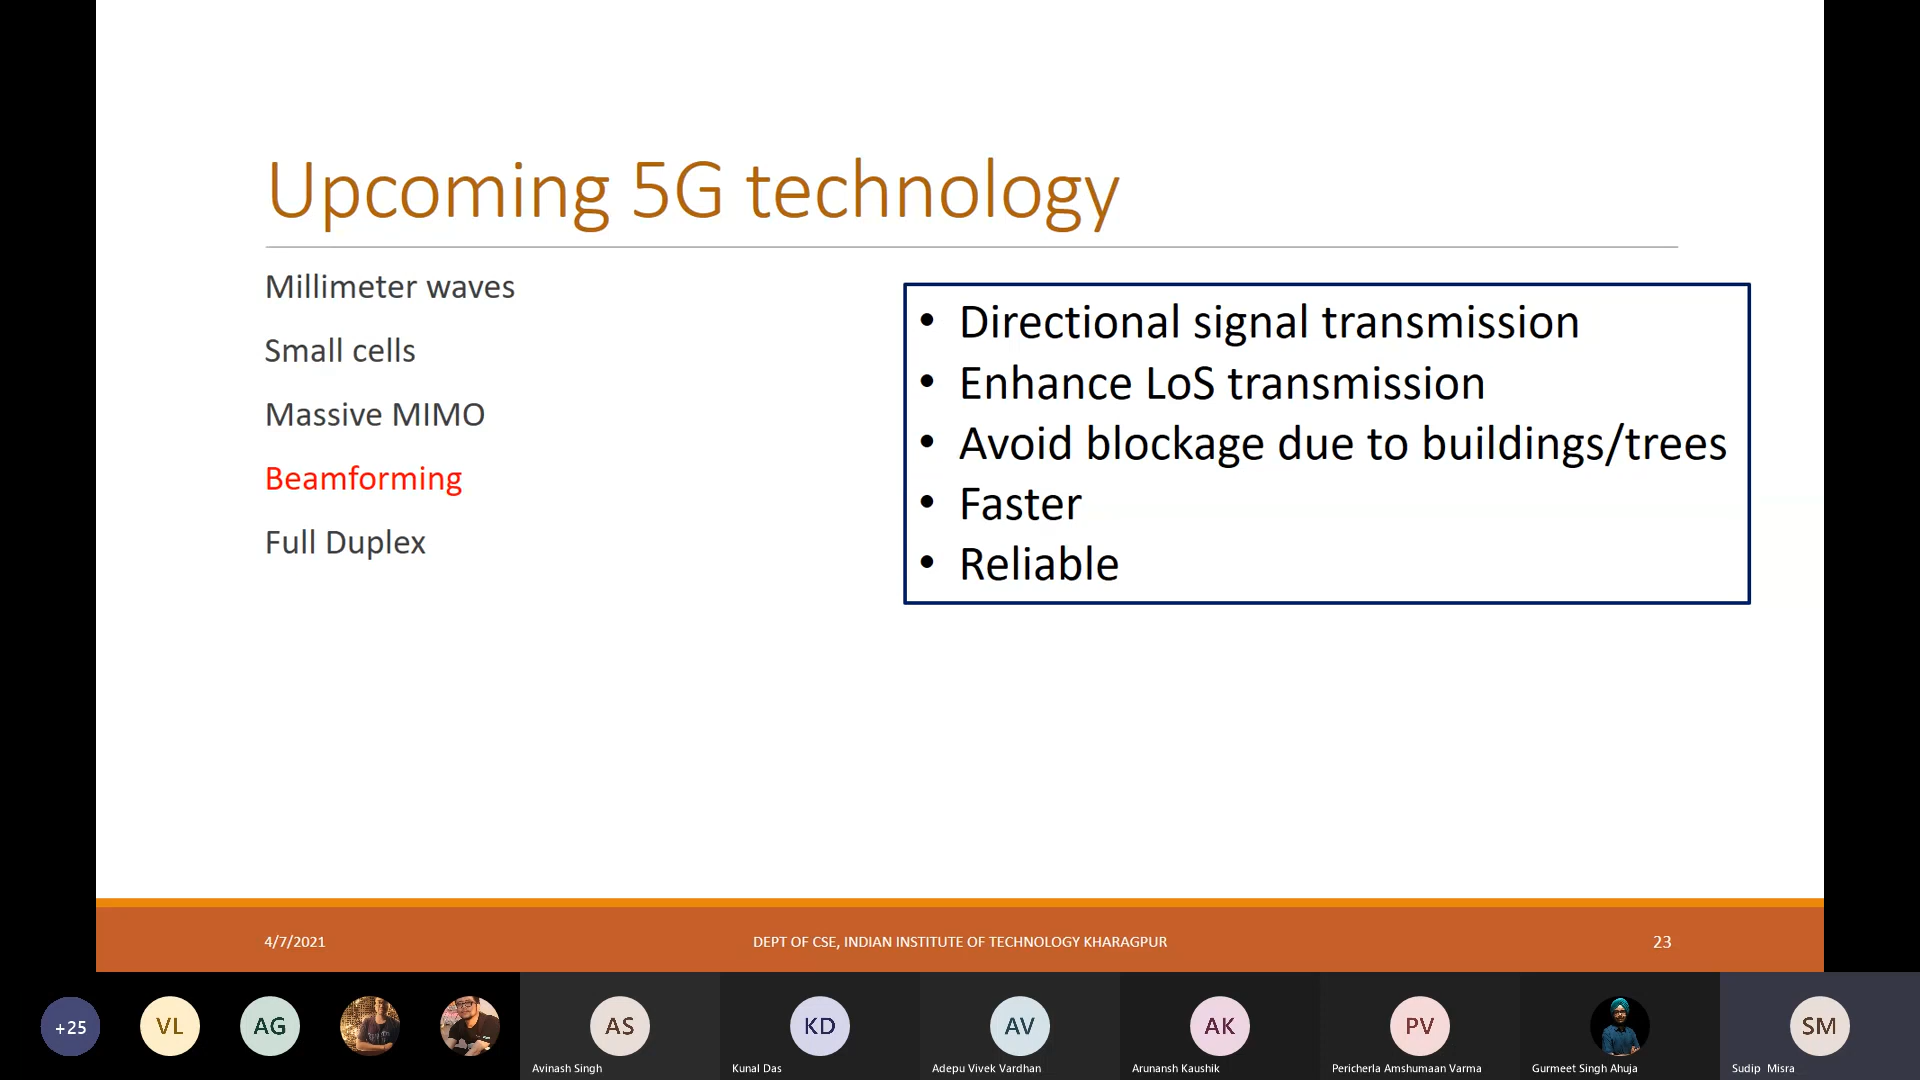 Upcoming 5G technology
Millimeter waves
Small cells
Massive MIMO
Beamforming
Full Duplex
• Directional signal transmission
• Enhance LoS transmission
• Avoid blockage due to buildings/trees
• Faster
• Reliable
4/7/2021
DEPT OF CSE, INDIAN INSTITUTE OF TECHNOLOGY KHARAGPUR
23
+25
VL
AG
AS
KD
AV
AK
PV
SM
Avinash Singh
Kunal Das
Adepu Vivek Vardhan
Arunansh Kaushik
Pericherla Amshumaan Varma
Gurmeet Singh Ahuja
Sudip Misra